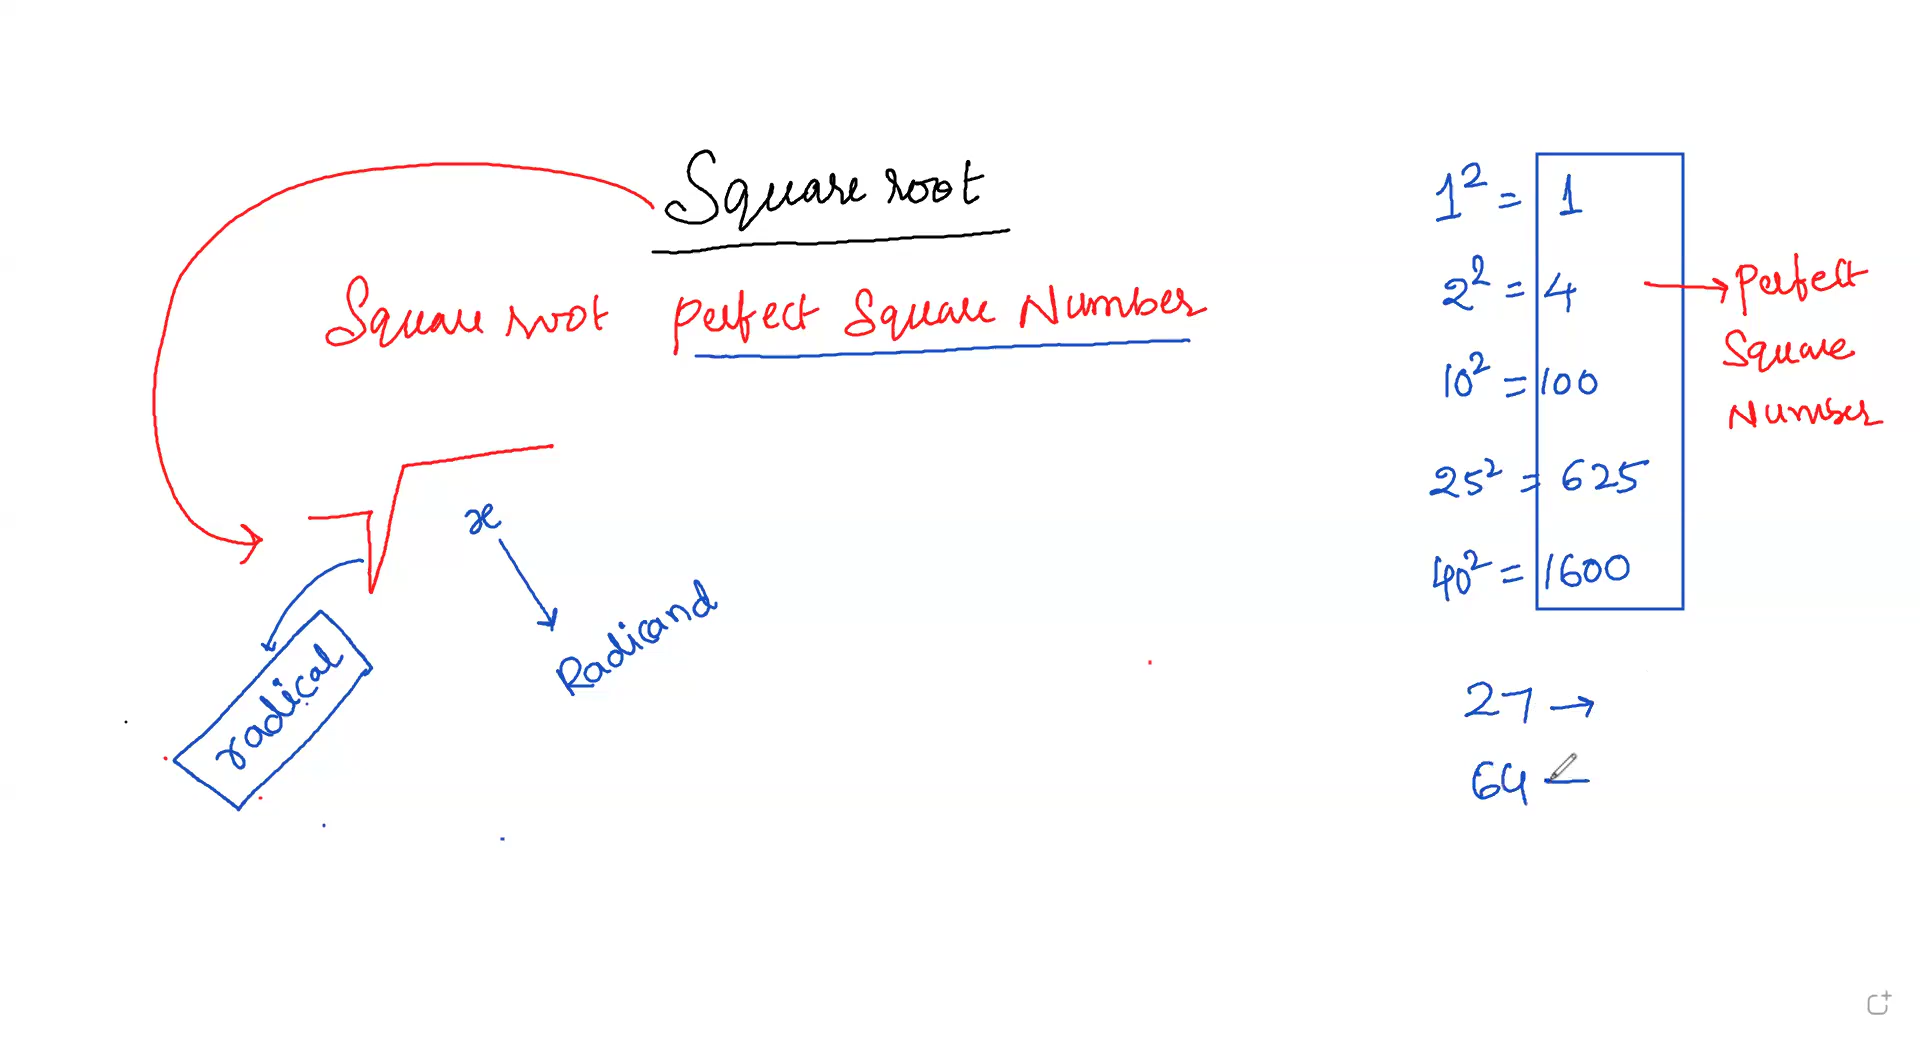 Square root
Square root Perfect Square Number
x
Radicand
radical
1² = 1
2² = 4
10² = 100
25² = 625
40² = 1600
Perfect
Square
Number
27 →
64